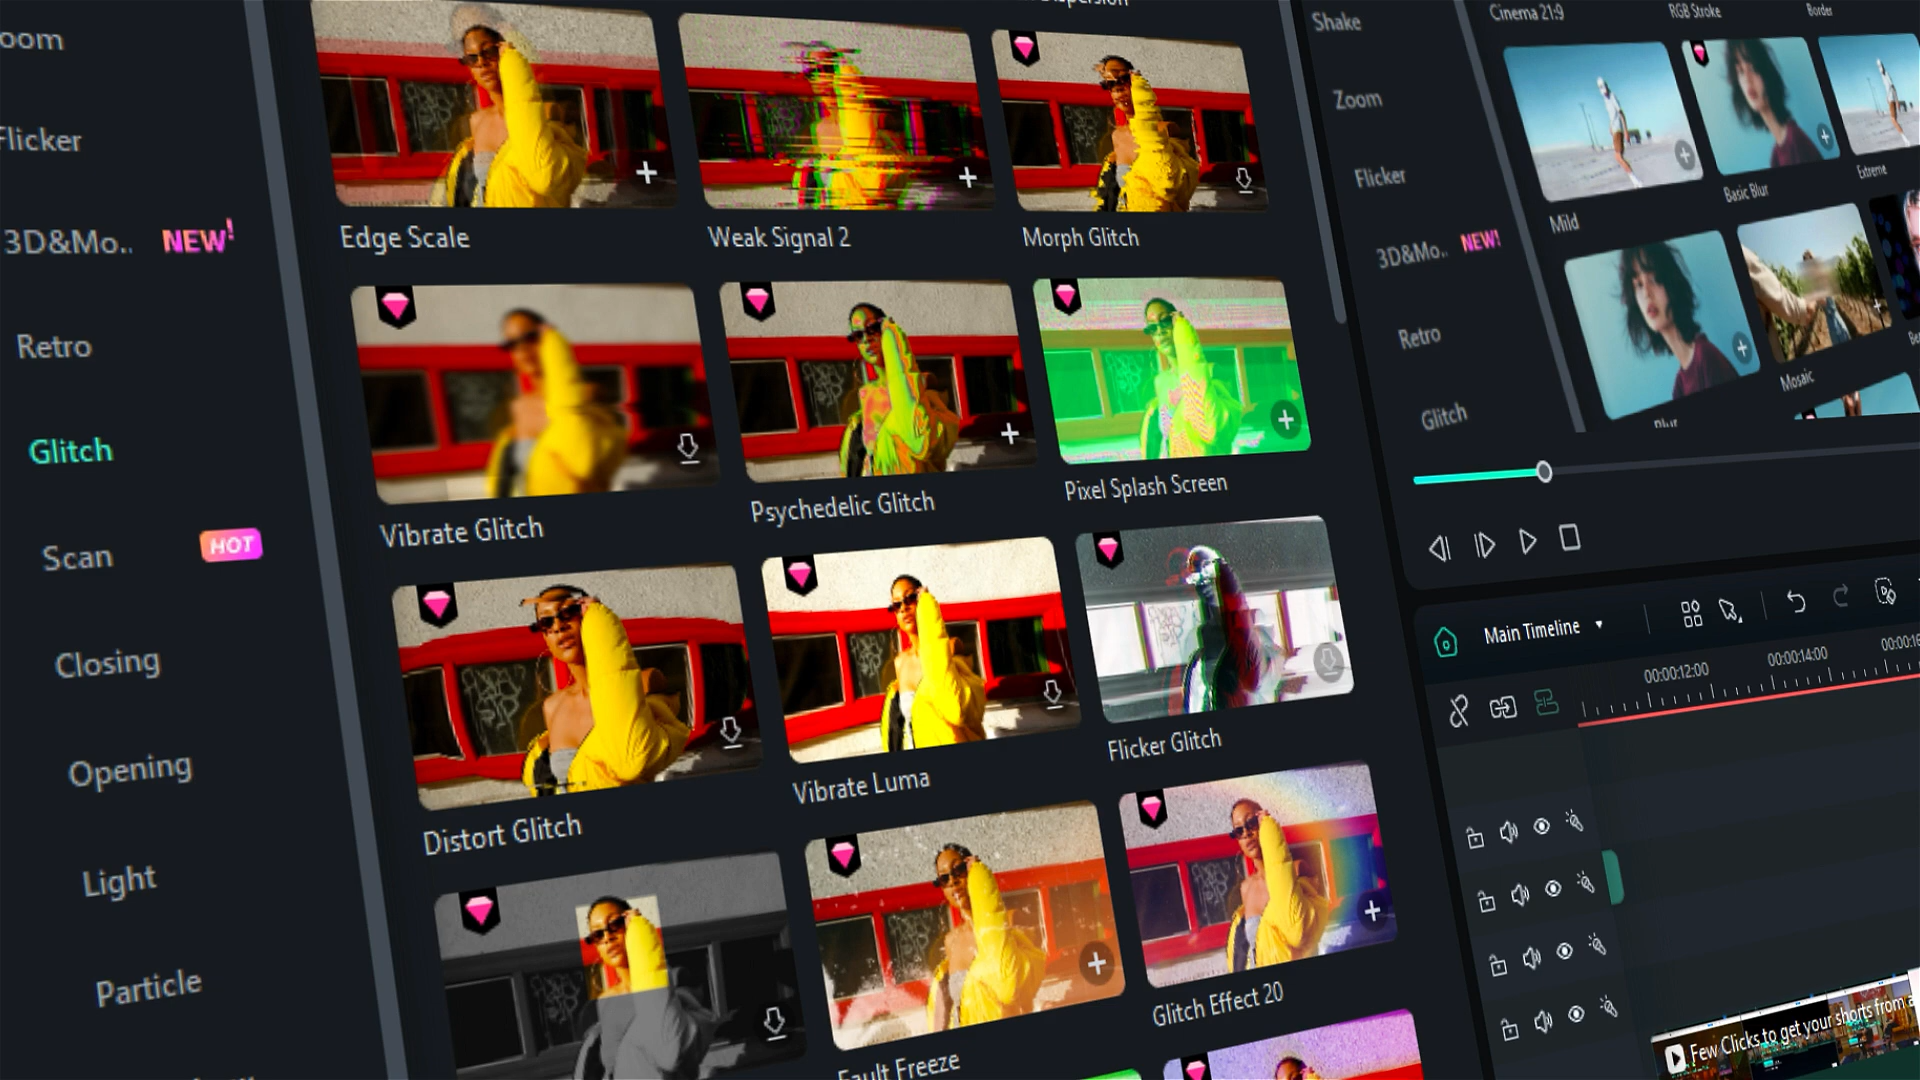 oom
Flicker
3D&Mo.. NEW!
Retro
Glitch
Scan HOT
Closing
Opening
Light
Particle
Dispersion
Edge Scale
Weak Signal 2
Morph Glitch
Vibrate Glitch
Psychedelic Glitch
Pixel Splash Screen
Distort Glitch
Vibrate Luma
Flicker Glitch
Fault Freeze
Glitch Effect 20
Shake
Zoom
Flicker
3D&Mo.. NEW!
Retro
Glitch
Cinema 21:9
RGB Stroke
Border
Mild
Basic Blur
Extreme
Blur
Mosaic
Main Timeline
00:00:12:00
00:00:14:00
00:00:16
Few Clicks to get your shorts from a